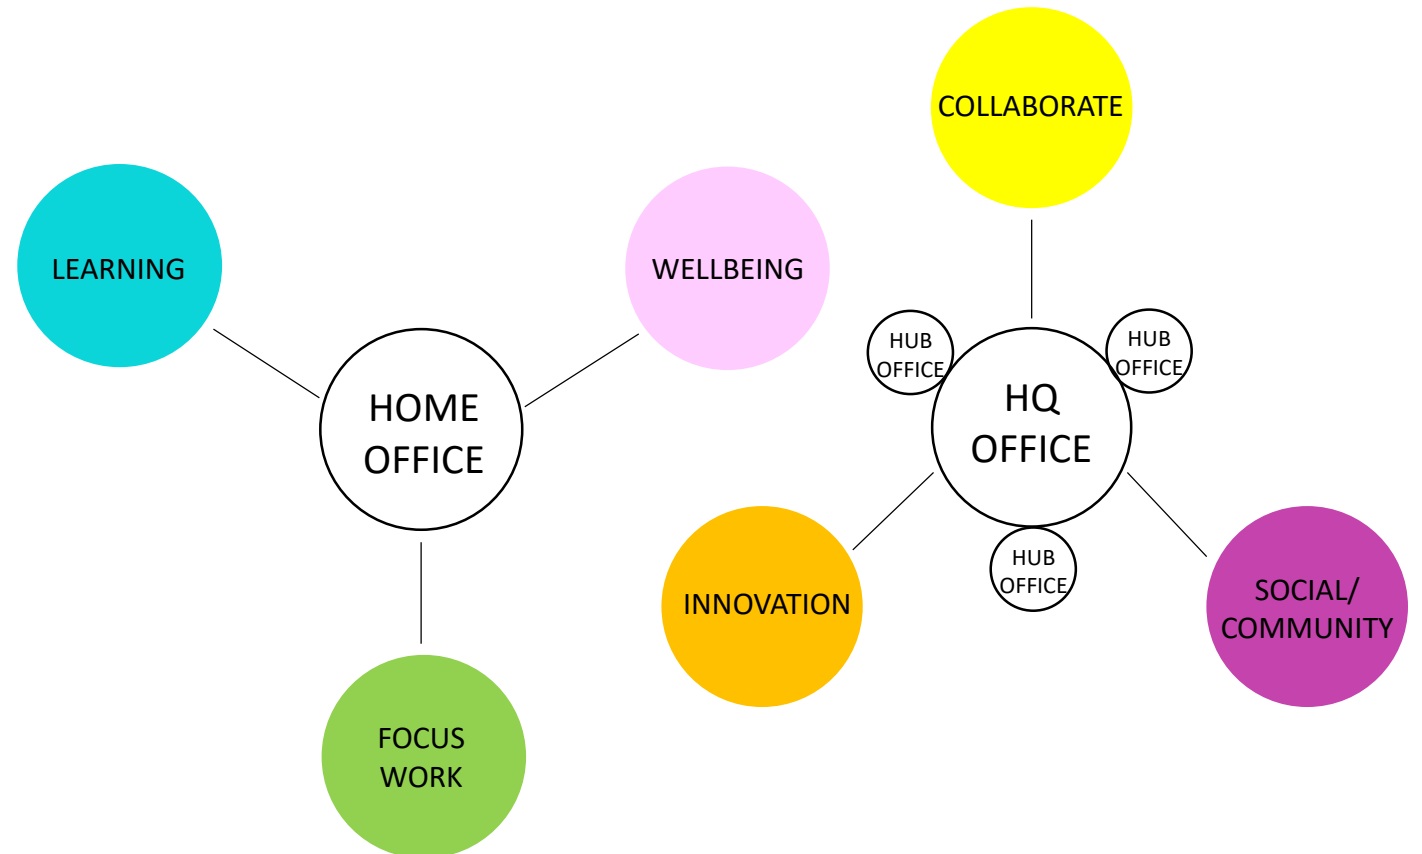 COLLABORATE
LEARNING
WELLBEING
HOME
OFFICE
HUB
OFFICE
HUB
OFFICE
HQ
OFFICE
HUB
OFFICE
INNOVATION
SOCIAL/
COMMUNITY
FOCUS
WORK